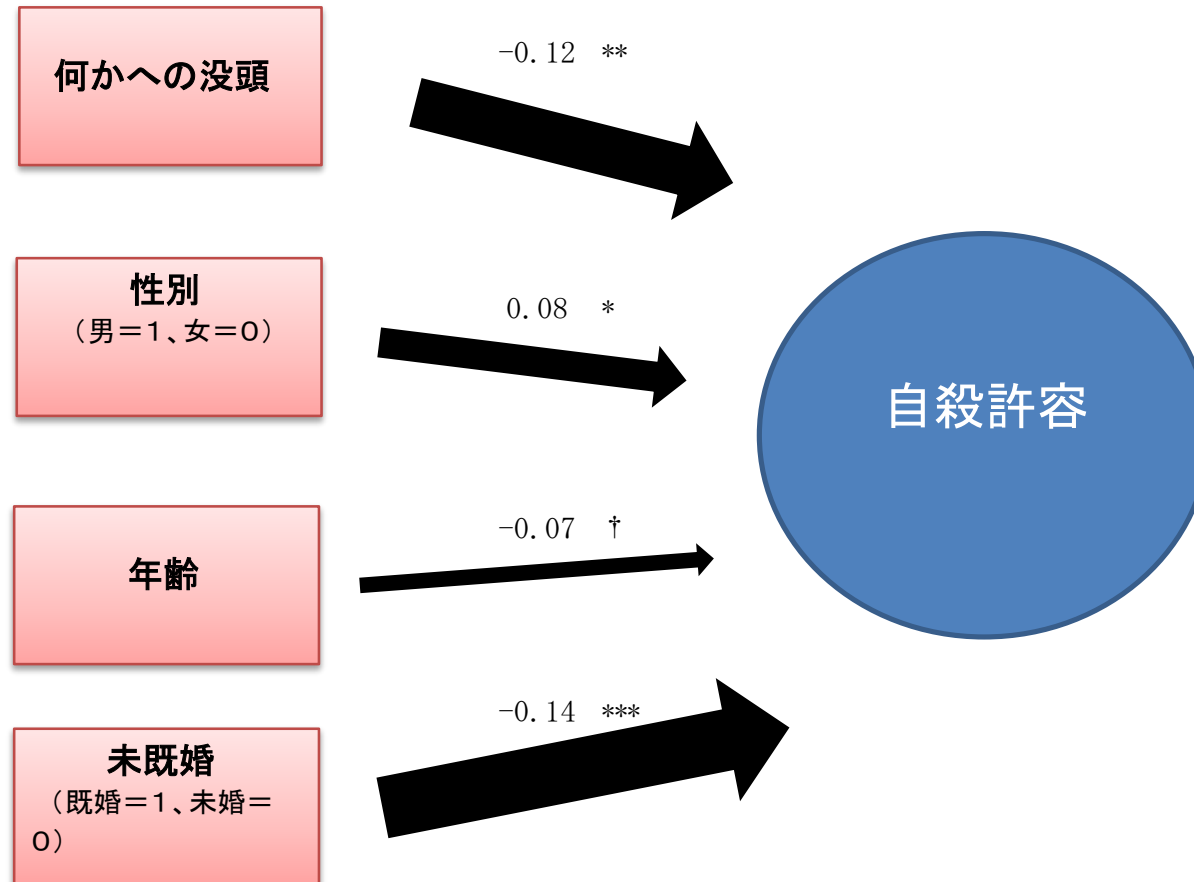 何かへの没頭
-0.12 **
性別
（男＝1、女＝0）
0.08 *
年齢
-0.07 †
未既婚
（既婚＝1、未婚＝
0）
-0.14 ***
自殺許容